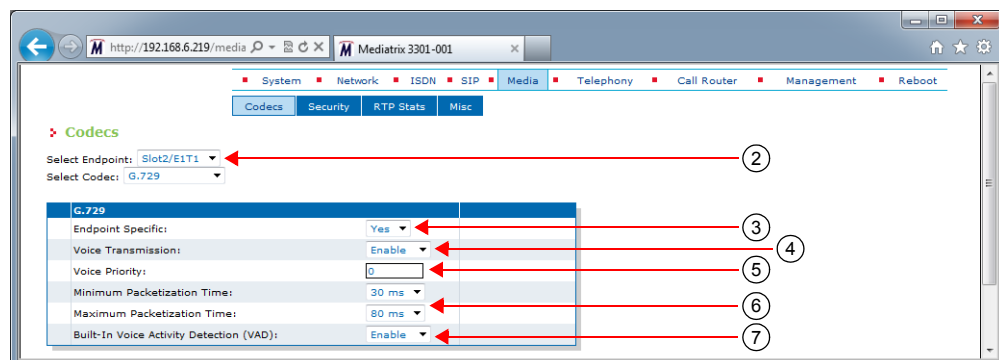 http://192.168.6.219/media
Mediatrix 3301-001
System Network ISDN SIP Media Telephony Call Router Management Reboot
Codecs Security RTP Stats Misc
Codecs
Select Endpoint: Slot2/E1T1
2
Select Codec: G.729
G.729
Endpoint Specific: Yes
3
Voice Transmission: Enable
4
Voice Priority: 0
5
Minimum Packetization Time: 30 ms
6
Maximum Packetization Time: 80 ms
Built-In Voice Activity Detection (VAD): Enable
7